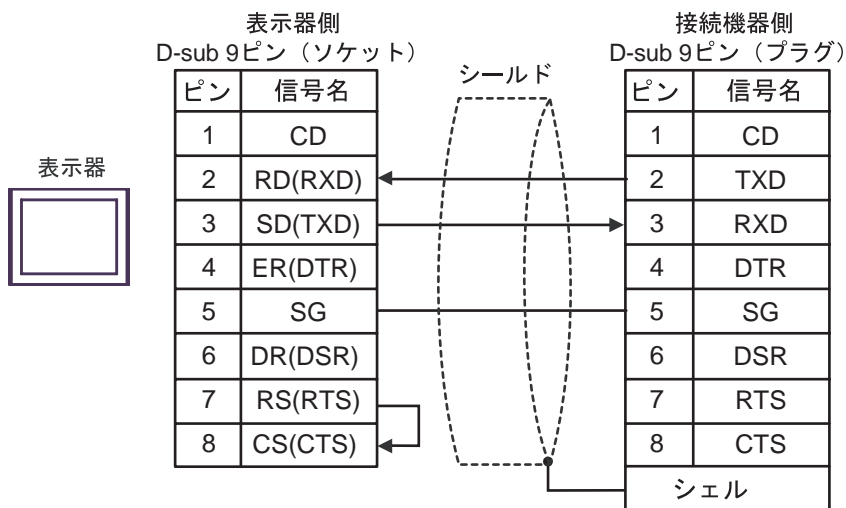 表示器側
D-sub 9ピン（ソケット）
接続機器側
D-sub 9ピン（プラグ）
シールド
表示器
ピン 信号名
1 CD
2 RD(RXD)
3 SD(TXD)
4 ER(DTR)
5 SG
6 DR(DSR)
7 RS(RTS)
8 CS(CTS)
ピン 信号名
1 CD
2 TXD
3 RXD
4 DTR
5 SG
6 DSR
7 RTS
8 CTS
シェル